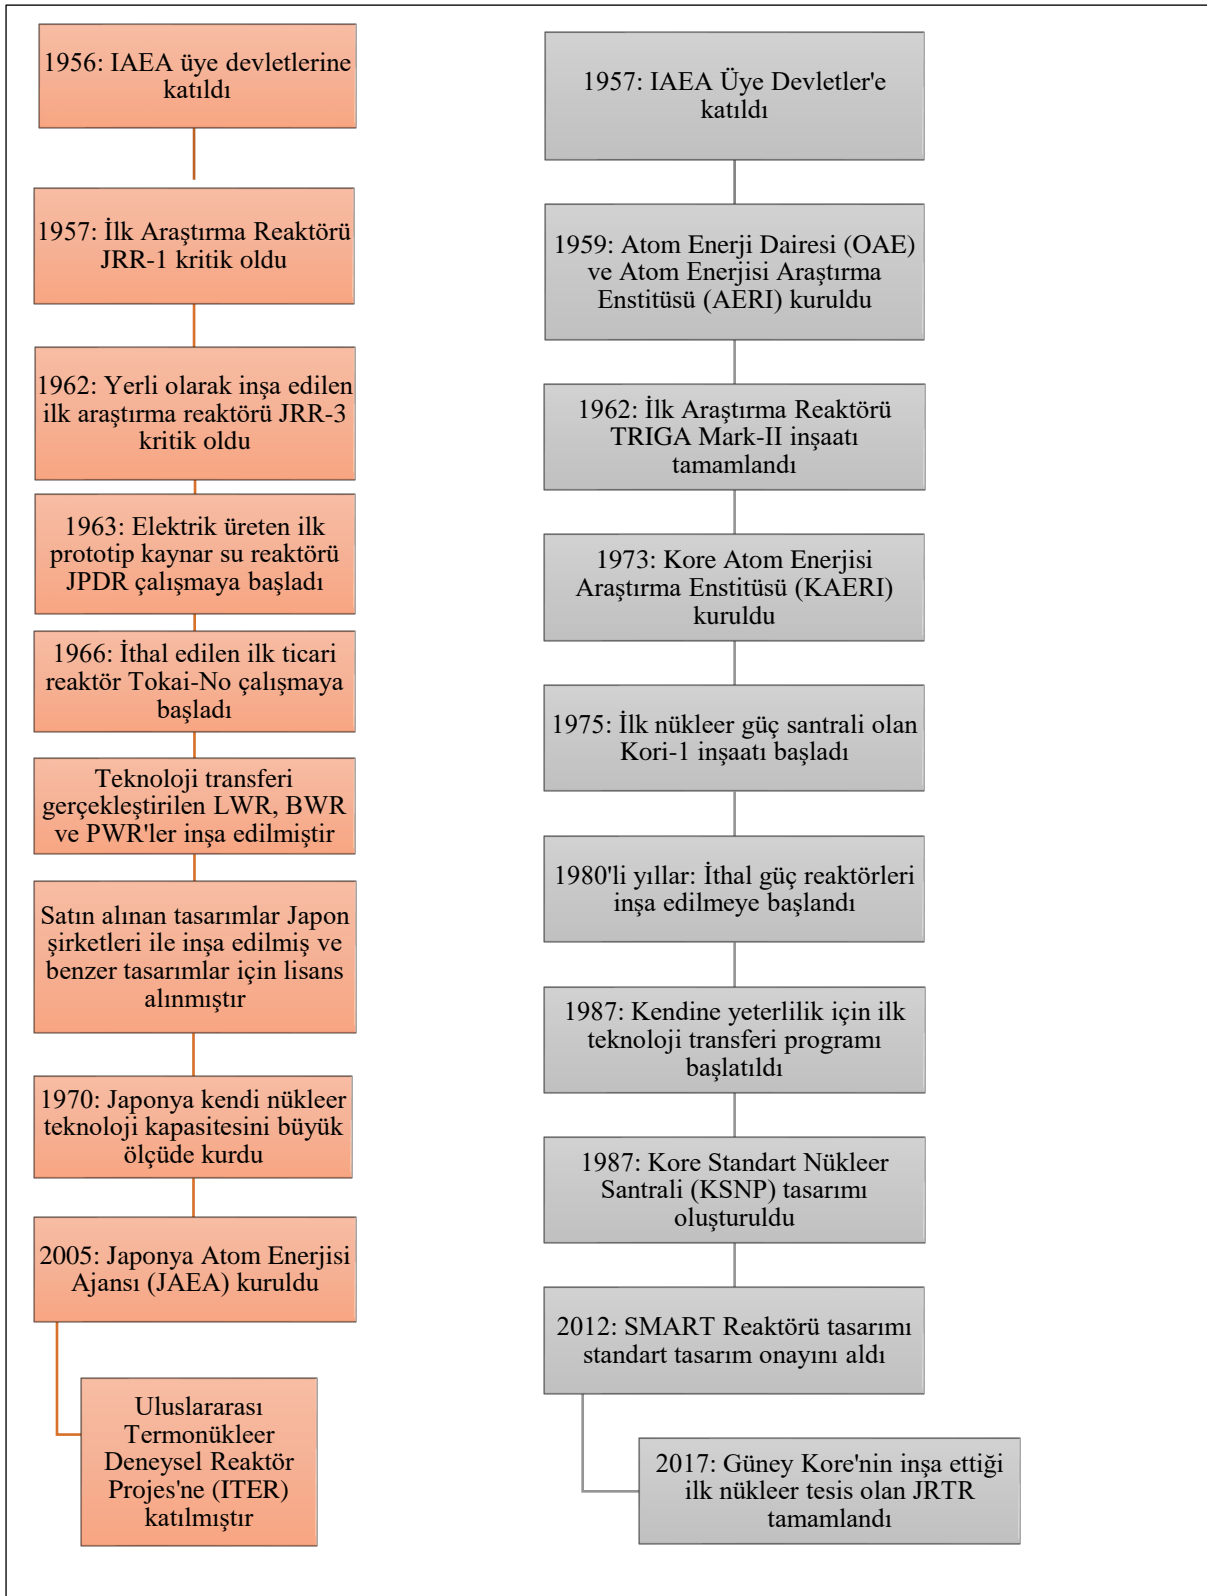 1956: IAEA üye devletlerine
katıldı
1957: İlk Araştırma Reaktörü
JRR-1 kritik oldu
1962: Yerli olarak inşa edilen
ilk araştırma reaktörü JRR-3
kritik oldu
1963: Elektrik üreten ilk
prototip kaynar su reaktörü
JPDR çalışmaya başladı
1966: İthal edilen ilk ticari
reaktör Tokai-No çalışmaya
başladı
Teknoloji transferi
gerçekleştirilen LWR, BWR
ve PWR'ler inşa edilmiştir
Satın alınan tasarımlar Japon
şirketleri ile inşa edilmiş ve
benzer tasarımlar için lisans
alınmıştır
1970: Japonya kendi nükleer
teknoloji kapasitesini büyük
ölçüde kurdu
2005: Japonya Atom Enerjisi
Ajansı (JAEA) kuruldu
Uluslararası
Termonükleer
Deneysel Reaktör
Projes'ne (ITER)
katılmıştır
1957: IAEA Üye Devletler'e
katıldı
1959: Atom Enerji Dairesi (OAE)
ve Atom Enerjisi Araştırma
Enstitüsü (AERI) kuruldu
1962: İlk Araştırma Reaktörü
TRIGA Mark-II inşaatı
tamamlandı
1973: Kore Atom Enerjisi
Araştırma Enstitüsü (KAERI)
kuruldu
1975: İlk nükleer güç santrali olan
Kori-1 inşaatı başladı
1980'li yıllar: İthal güç reaktörleri
inşa edilmeye başlandı
1987: Kendine yeterlilik için ilk
teknoloji transferi programı
başlatıldı
1987: Kore Standart Nükleer
Santrali (KSNP) tasarımı
oluşturuldu
2012: SMART Reaktörü tasarımı
standart tasarım onayını aldı
2017: Güney Kore'nin inşa ettiği
ilk nükleer tesis olan JRTR
tamamlandı